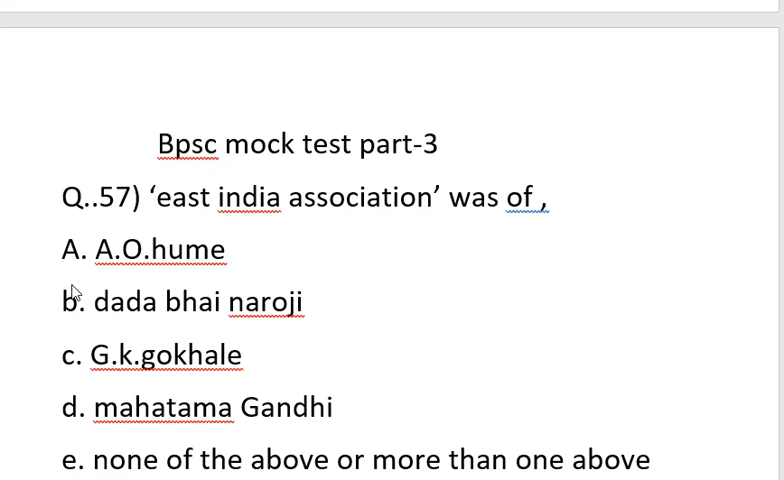 Bpsc mock test part-3
Q..57) ‘east india association’ was of ,
A. A.O.hume
b. dada bhai naroji
c. G.k.gokhale
d. mahatama Gandhi
e. none of the above or more than one above